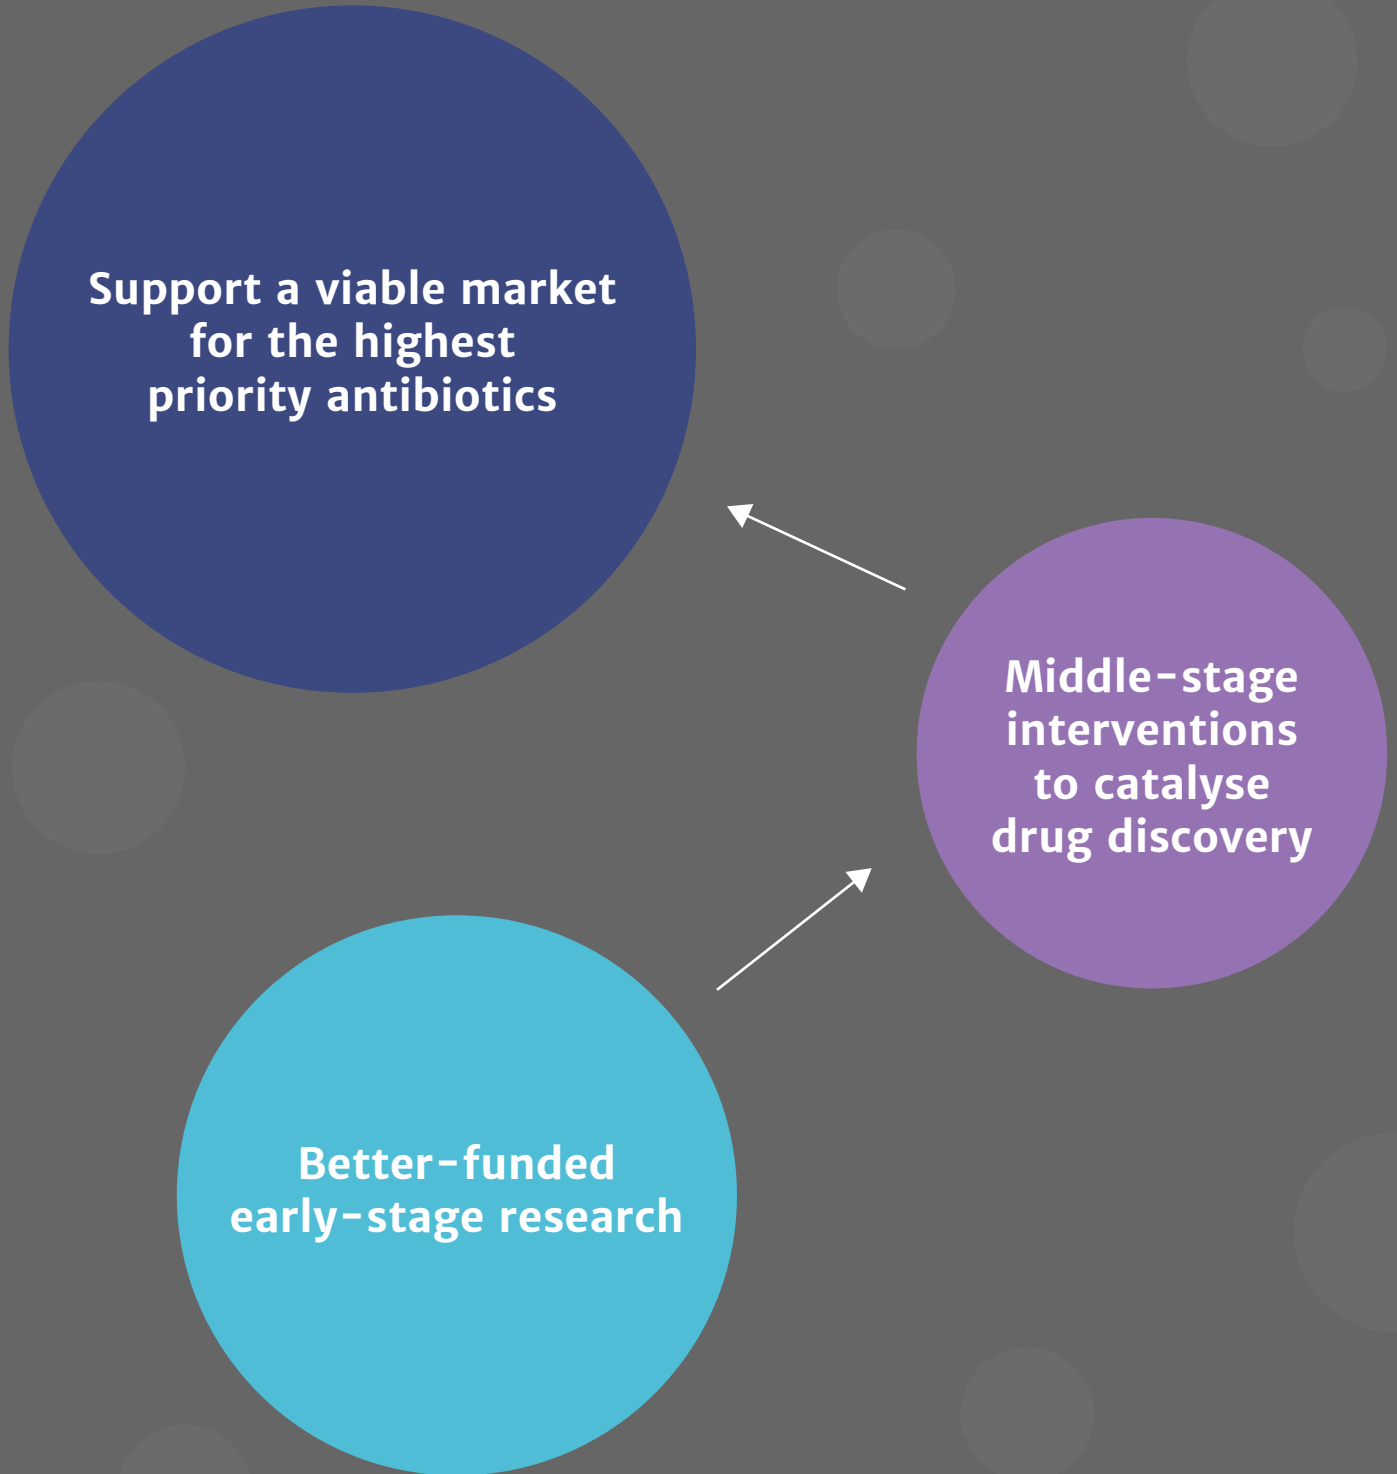 Support a viable market
for the highest
priority antibiotics
Middle-stage
interventions
to catalyse
drug discovery
Better-funded
early-stage research